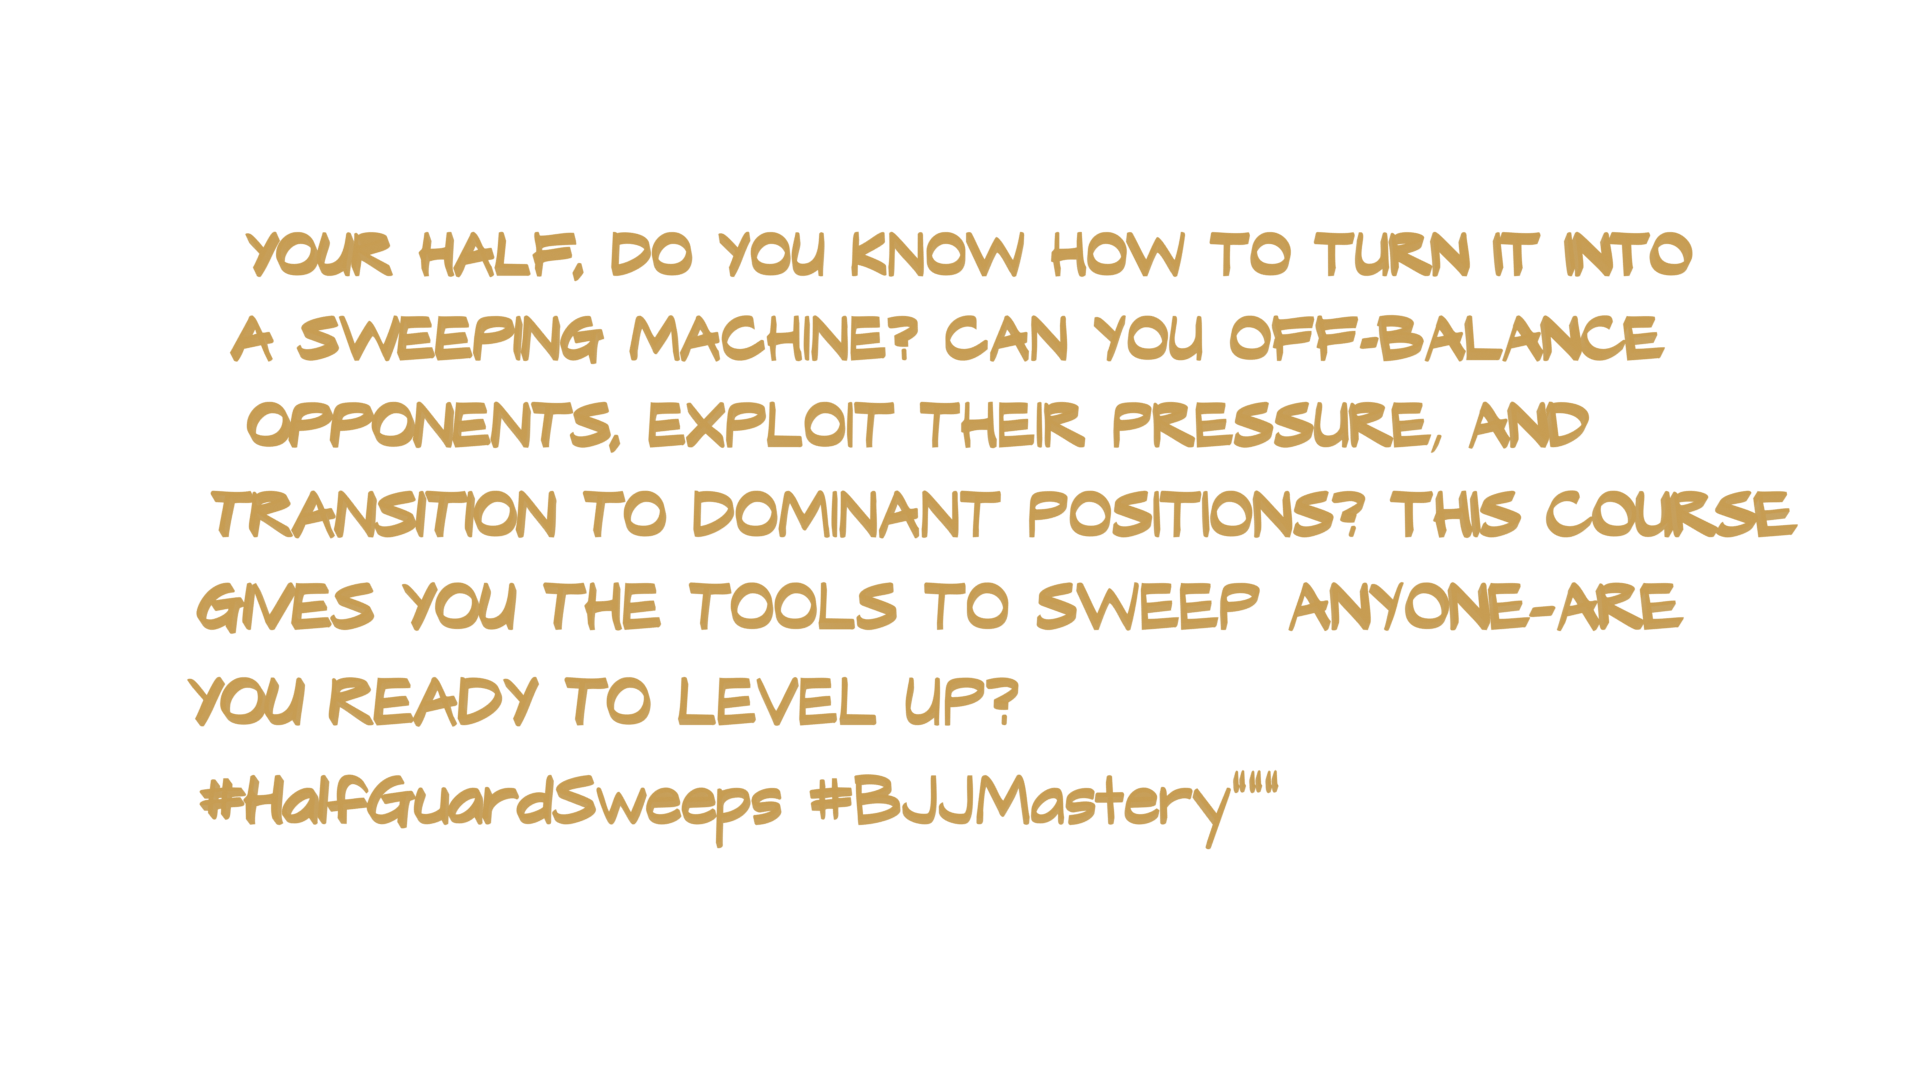 YOUR HALF, DO YOU KNOW HOW TO TURN IT INTO
A SWEEPING MACHINE? CAN YOU OFF-BALANCE
OPPONENTS, EXPLOIT THEIR PRESSURE, AND
TRANSITION TO DOMINANT POSITIONS? THIS COURSE
GIVES YOU THE TOOLS TO SWEEP ANYONE-ARE
YOU READY TO LEVEL UP?
#HalfGuardSweeps #BJJMastery"""